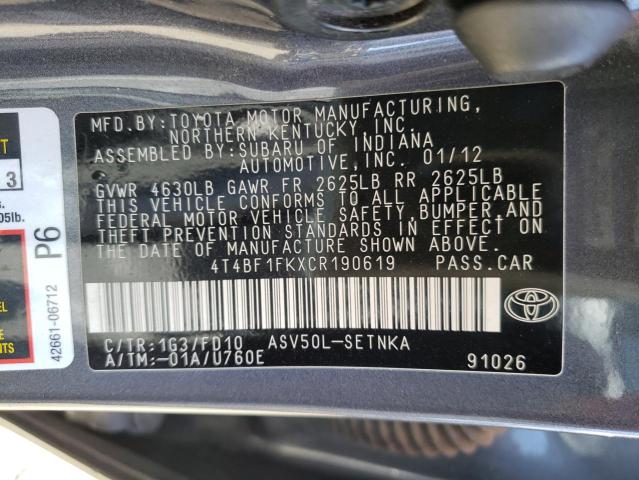 MFD.BY:TOYOTA MOTOR MANUFACTURING,
NORTHERN KENTUCKY, INC.
ASSEMBLED BY:SUBARU OF INDIANA
AUTOMOTIVE,INC. 01/12
GVWR 4630LB GAWR FR 2625LB RR 2625LB
THIS VEHICLE CONFORMS TO ALL APPLICABLE
FEDERAL MOTOR VEHICLE SAFETY,BUMPER,AND
THEFT PREVENTION STANDARDS IN EFFECT ON
THE DATE OF MANUFACTURE SHOWN ABOVE.
4T4BF1FKXCR190619 PASS.CAR
C/TR:1G3/FD10 ASV50L-SETNKA
A/TM:-01A/U760E 91026
TOYOTA
P6
42661-06712
3
05lb.